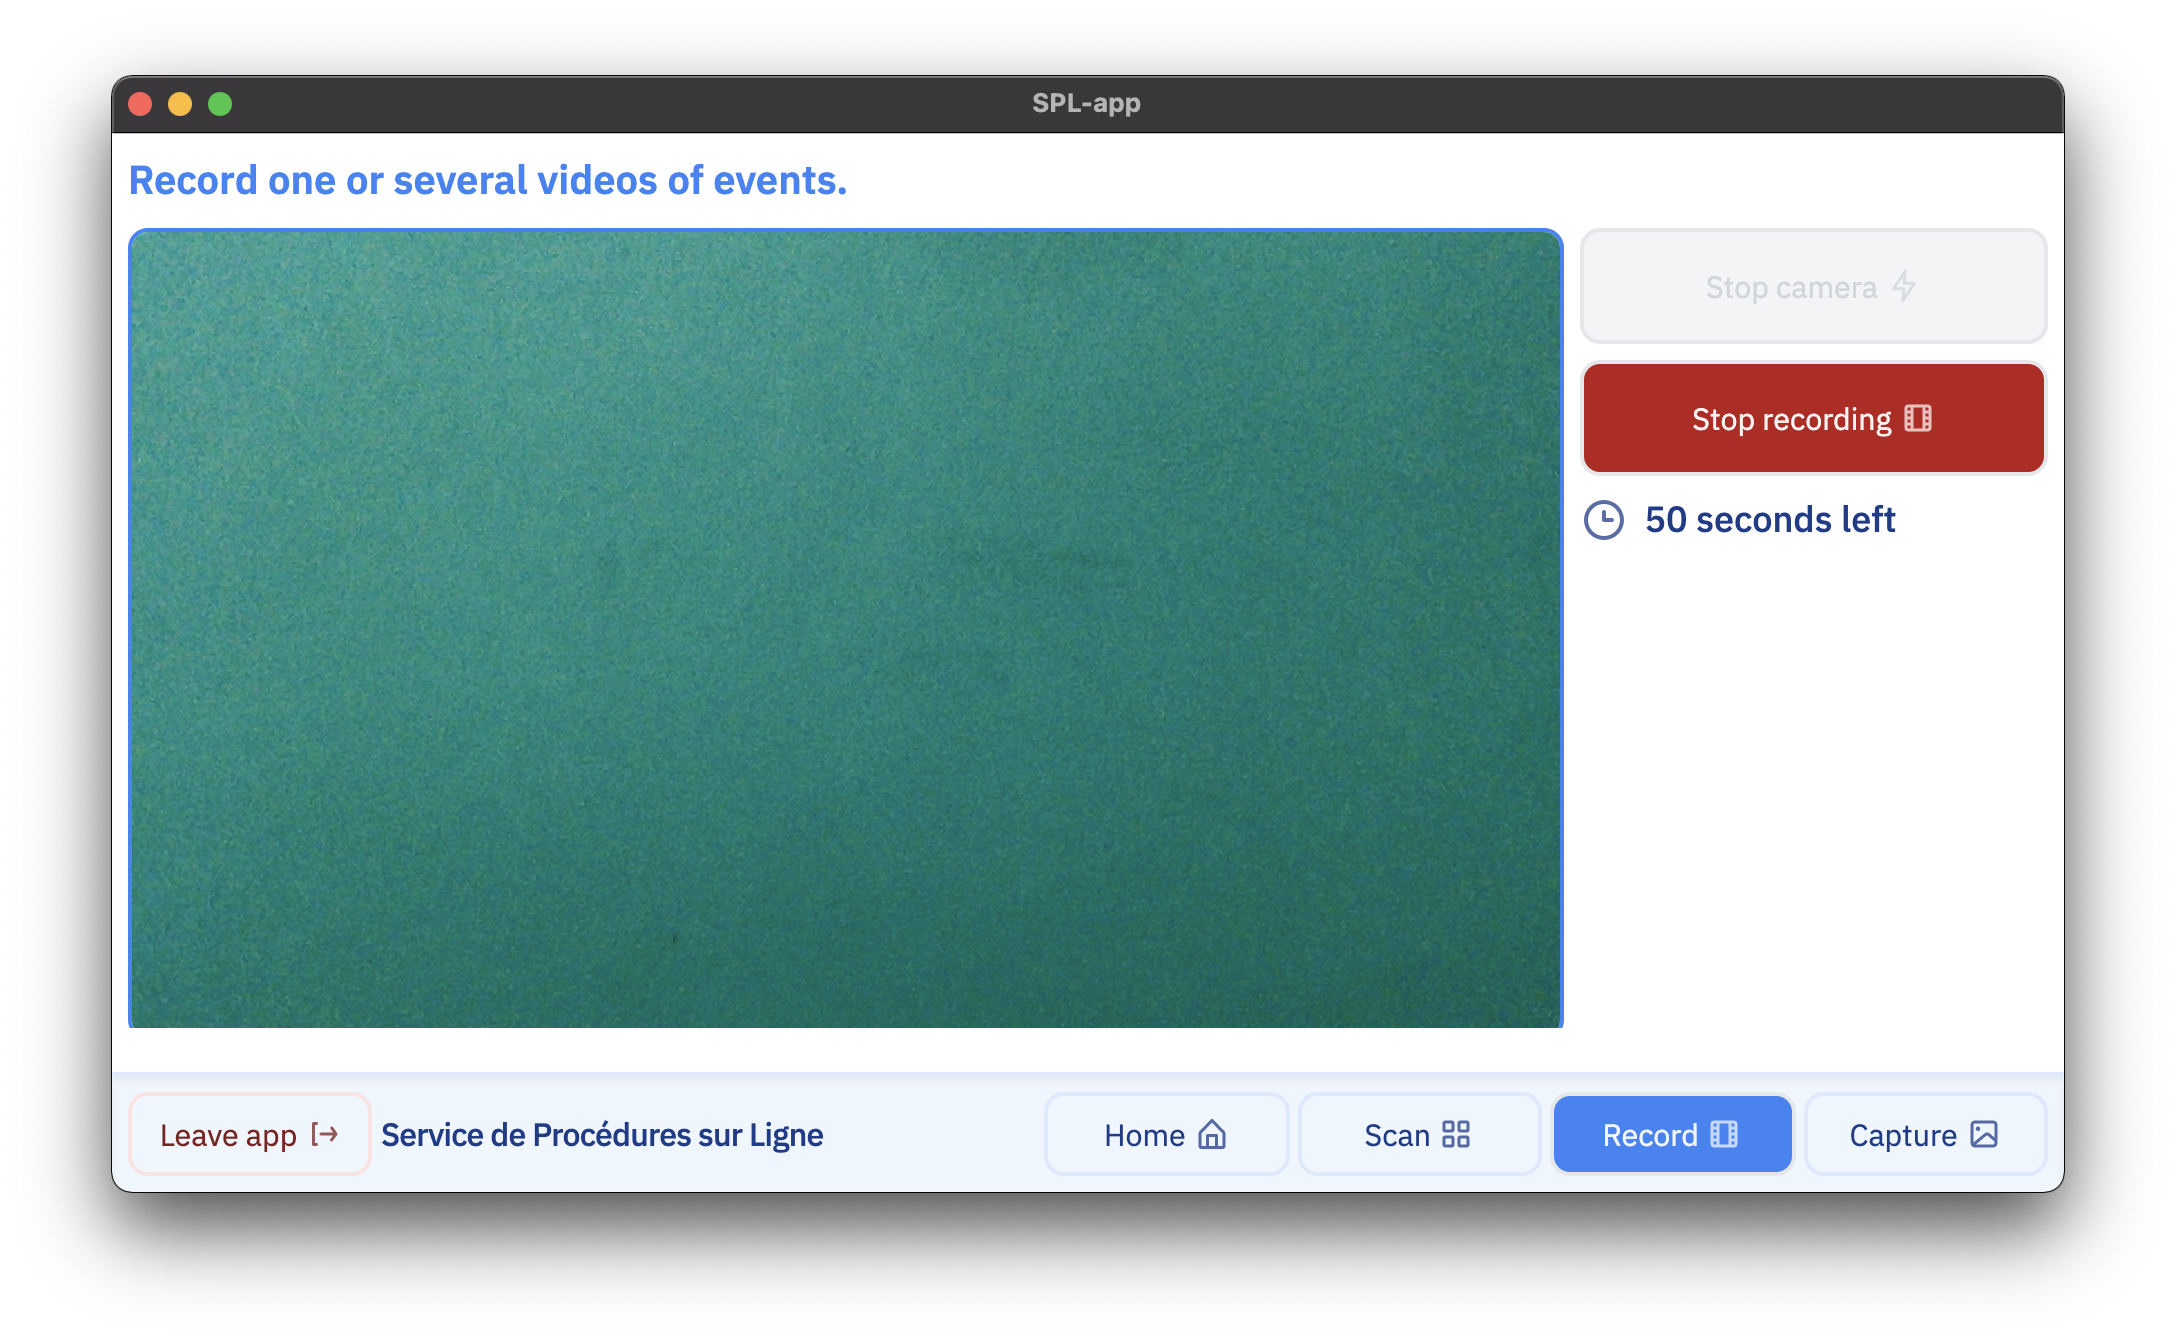 SPL-app
Record one or several videos of events.
Stop camera
Stop recording
50 seconds left
Leave app
Service de Procédures sur Ligne
Home
Scan
Record
Capture